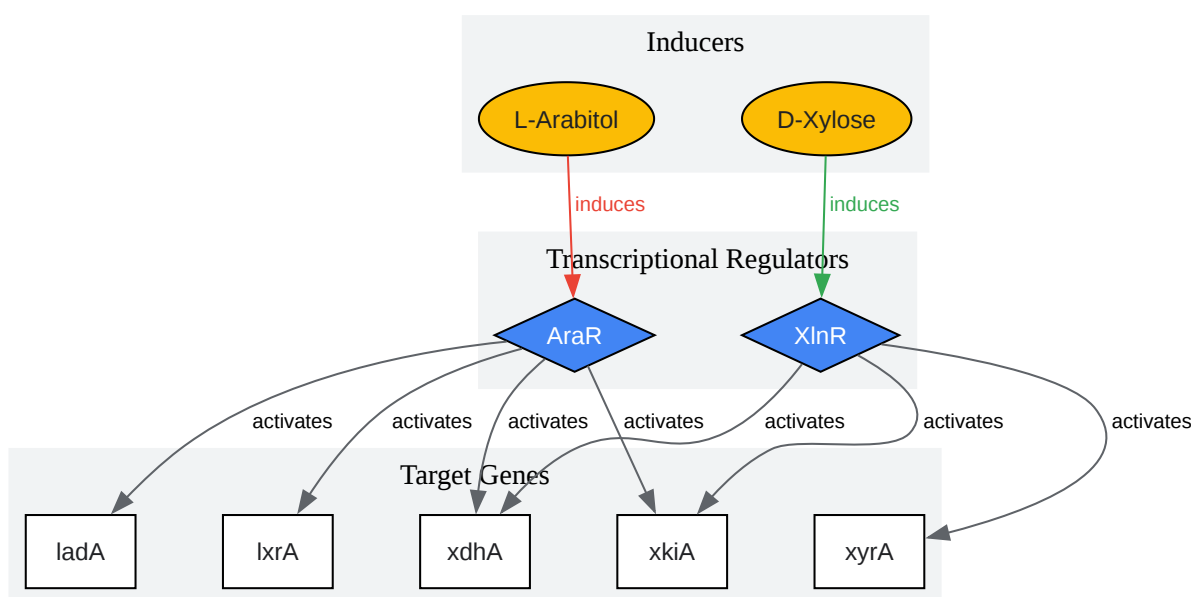 Inducers
L-Arabitol
D-Xylose
induces
induces
Transcriptional Regulators
AraR
XlnR
activates
activates
activates
activates
activates
activates
activates
Target Genes
ladA
lxrA
xdhA
xkiA
xyrA